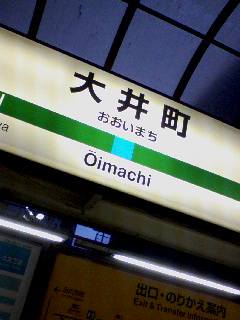 大井町
おおいまち
Ōimachi
出口・のりかえ案内
Exit & Transfer Information